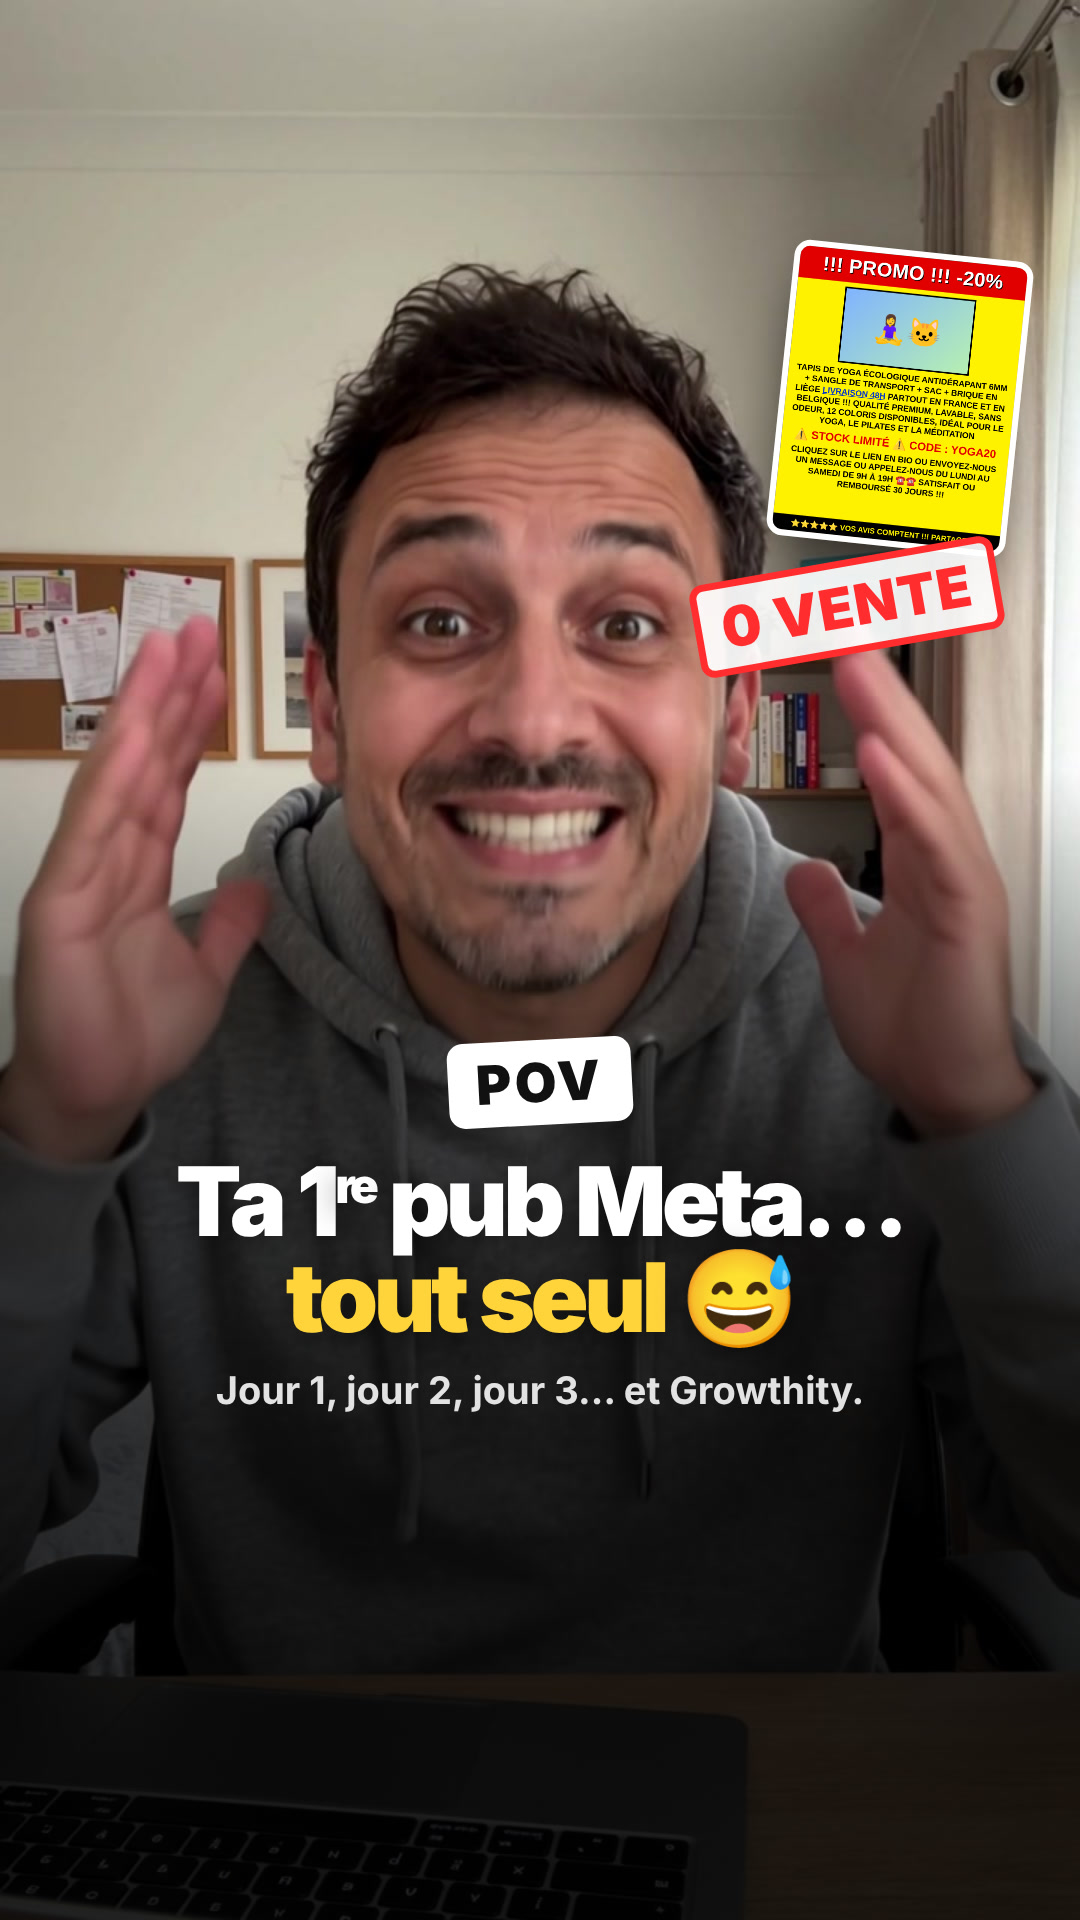 !!! PROMO !!! -20%
TAPIS DE YOGA ÉCOLOGIQUE ANTIDÉRAPANT 6MM
+ SANGLE DE TRANSPORT + SAC + BRIQUE EN
LIÈGE LIVRAISON 48H PARTOUT EN FRANCE ET EN
BELGIQUE !!! QUALITÉ PREMIUM, LAVABLE, SANS
ODEUR, 12 COLORIS DISPONIBLES, IDÉAL POUR LE
YOGA, LE PILATES ET LA MÉDITATION
⚠️ STOCK LIMITÉ ⚠️ CODE : YOGA20
CLIQUEZ SUR LE LIEN EN BIO OU ENVOYEZ-NOUS
UN MESSAGE OU APPELEZ-NOUS DU LUNDI AU
SAMEDI DE 9H À 19H ☎️☎️ SATISFAIT OU
REMBOURSÉ 30 JOURS !!!
⭐⭐⭐⭐⭐ VOS AVIS COMPTENT !!!
0 VENTE
POV
Ta 1re pub Meta…
tout seul 😅
Jour 1, jour 2, jour 3… et Growthity.